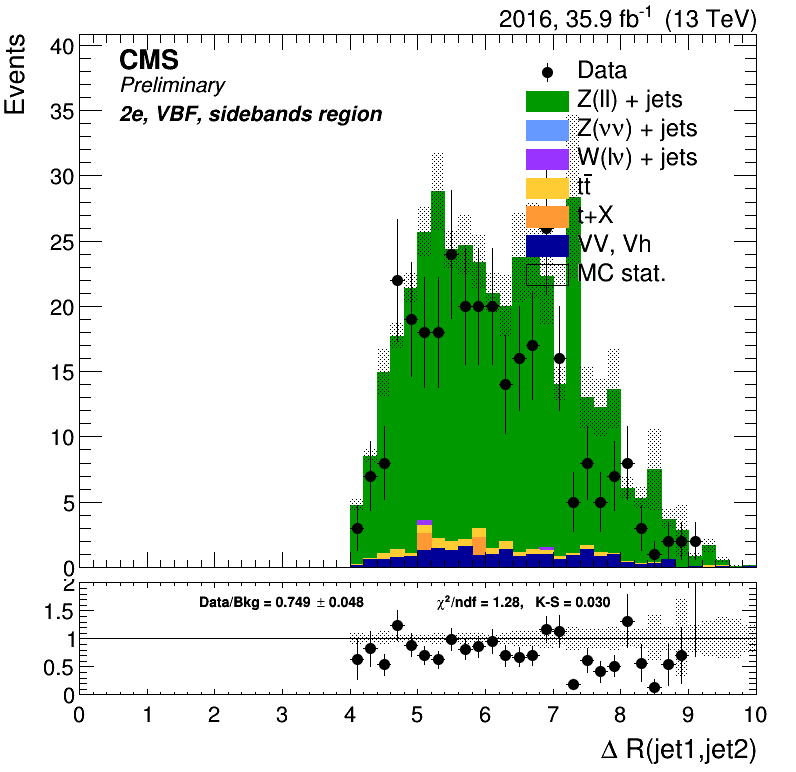 2016, 35.9 fb⁻¹ (13 TeV)
Events
CMS
Preliminary
2e, VBF, sidebands region
Data
Z(ll) + jets
Z(νν) + jets
W(lν) + jets
tt̄
t+X
VV, Vh
MC stat.
40
35
30
25
20
15
10
5
0
Data/Bkg = 0.749 ± 0.048
χ²/ndf = 1.28, K-S = 0.030
2
1.5
1
0.5
0
0 1 2 3 4 5 6 7 8 9 10
Δ R(jet1,jet2)